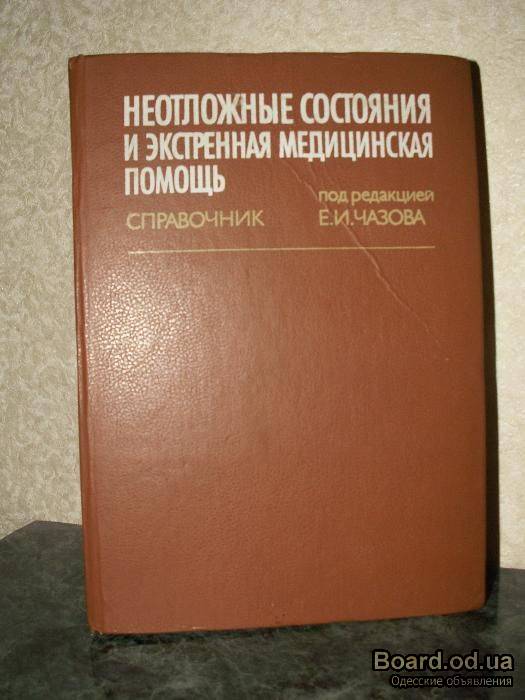 НЕОТЛОЖНЫЕ СОСТОЯНИЯ
И ЭКСТРЕННАЯ МЕДИЦИНСКАЯ
ПОМОЩЬ
под редакцией
СПРАВОЧНИК Е.И.ЧАЗОВА
Board.od.ua
Одесские объявления